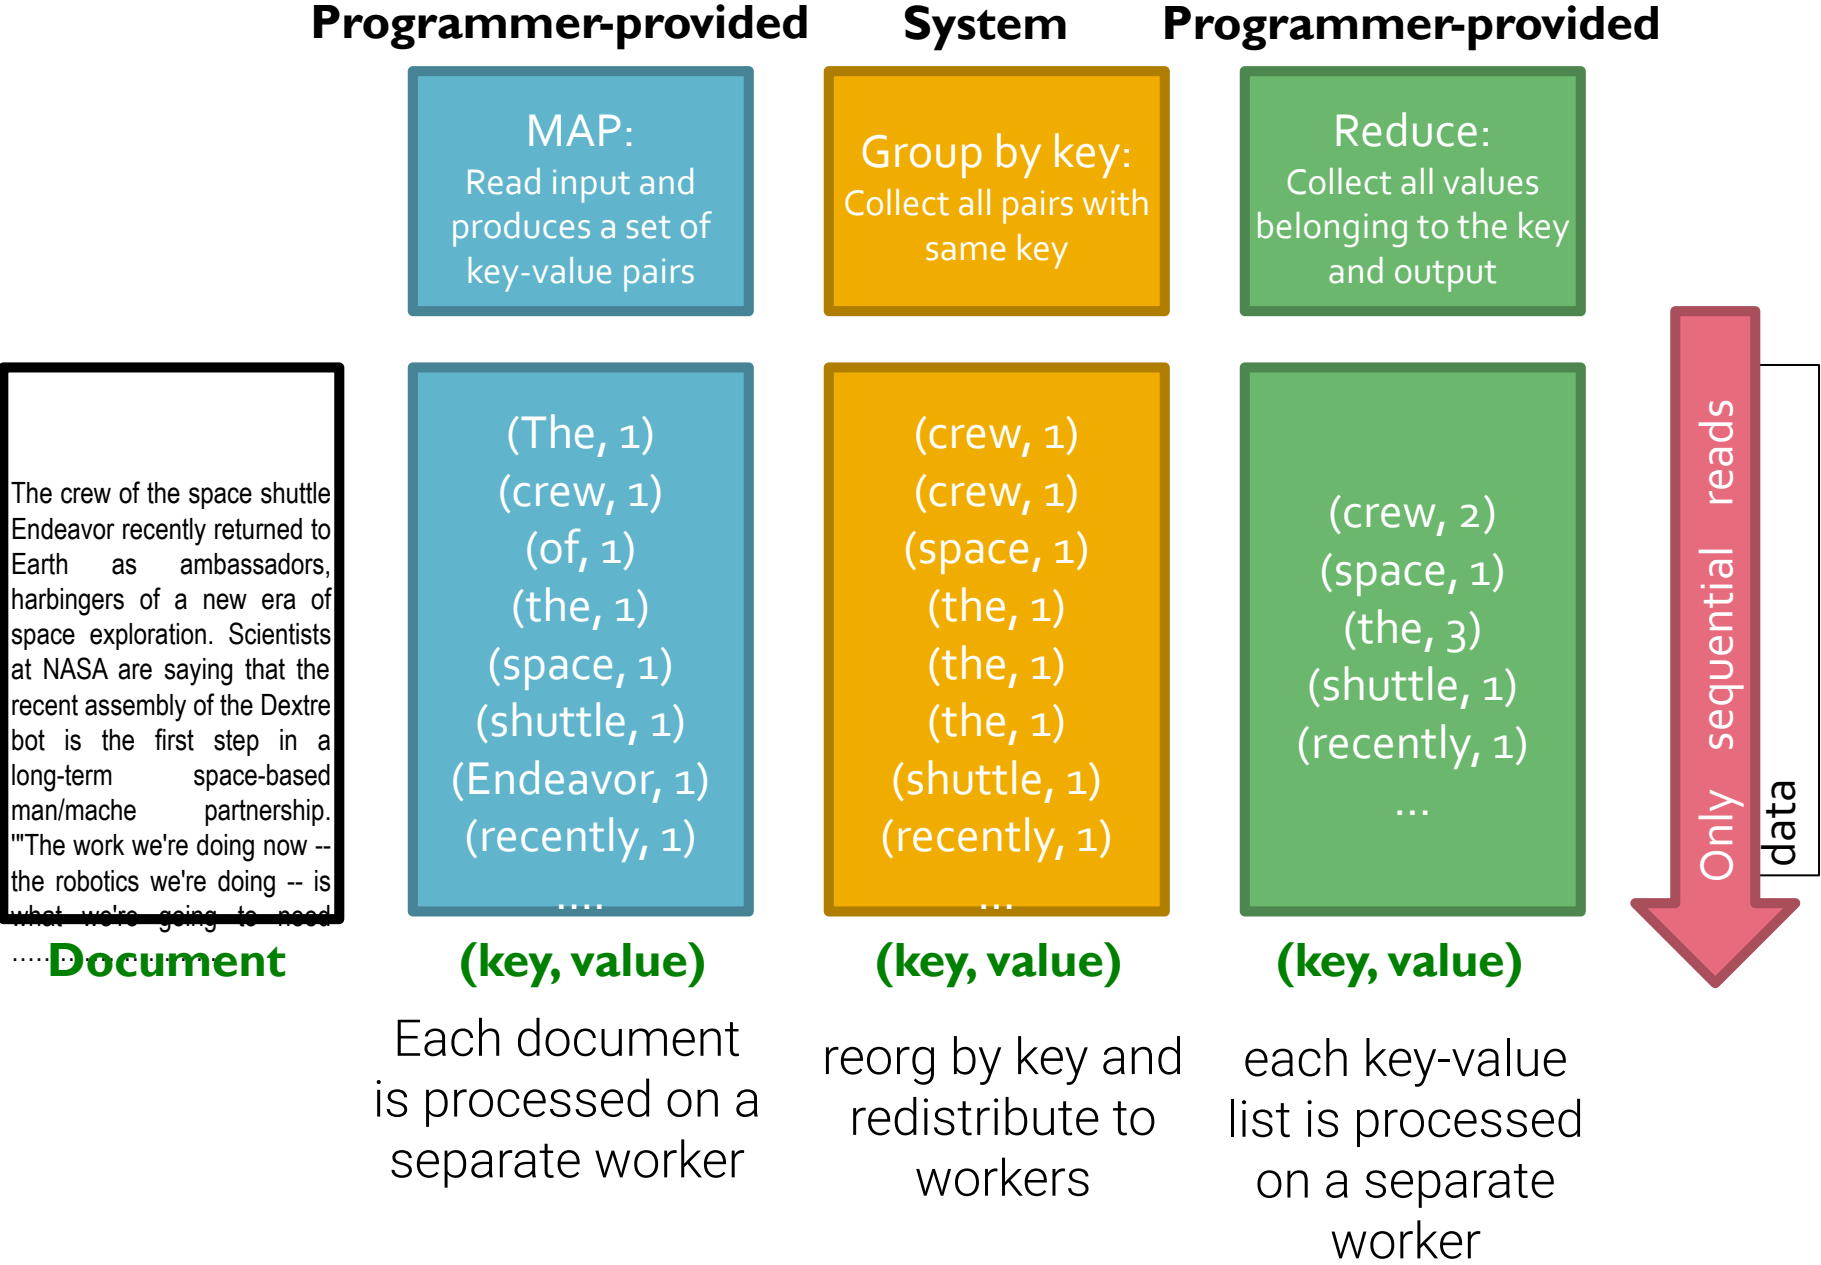 Programmer-provided
System
Programmer-provided
MAP:
Read input and
produces a set of
key-value pairs
Group by key:
Collect all pairs with
same key
Reduce:
Collect all values
belonging to the key
and output
The crew of the space shuttle
Endeavor recently returned to
Earth as ambassadors,
harbingers of a new era of
space exploration. Scientists
at NASA are saying that the
recent assembly of the Dextre
bot is the first step in a
long-term space-based
man/mache partnership.
'"The work we're doing now --
the robotics we're doing -- is
what we're going to need
........................
Document
(The, 1)
(crew, 1)
(of, 1)
(the, 1)
(space, 1)
(shuttle, 1)
(Endeavor, 1)
(recently, 1)
....
(key, value)
Each document
is processed on a
separate worker
(crew, 1)
(crew, 1)
(space, 1)
(the, 1)
(the, 1)
(the, 1)
(shuttle, 1)
(recently, 1)
...
(key, value)
reorg by key and
redistribute to
workers
(crew, 2)
(space, 1)
(the, 3)
(shuttle, 1)
(recently, 1)
...
(key, value)
each key-value
list is processed
on a separate
worker
Only sequential reads
data